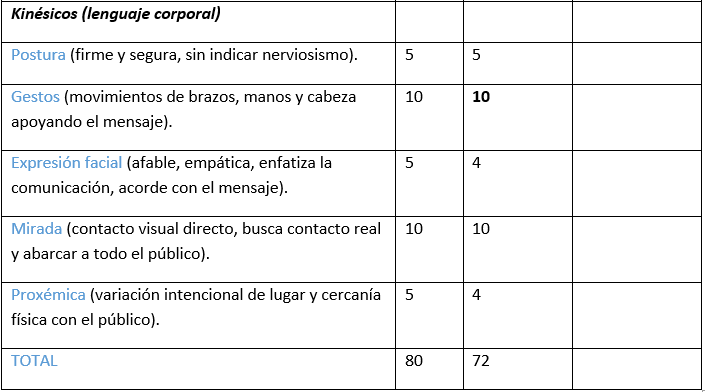 Kinésicos (lenguaje corporal)
Postura (firme y segura, sin indicar nerviosismo). 5 5
Gestos (movimientos de brazos, manos y cabeza 10 10
apoyando el mensaje).
Expresión facial (afable, empática, enfatiza la 5 4
comunicación, acorde con el mensaje).
Mirada (contacto visual directo, busca contacto real 10 10
y abarcar a todo el público).
Proxémica (variación intencional de lugar y cercanía 5 4
física con el público).
TOTAL 80 72